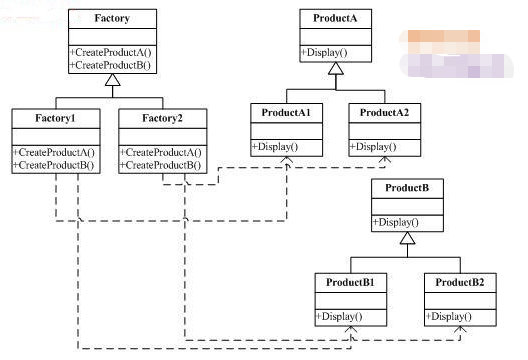 Factory
+CreateProductA()
+CreateProductB()
ProductA
+Display()
Factory1
+CreateProductA()
+CreateProductB()
Factory2
+CreateProductA()
+CreateProductB()
ProductA1
+Display()
ProductA2
+Display()
ProductB
+Display()
ProductB1
+Display()
ProductB2
+Display()